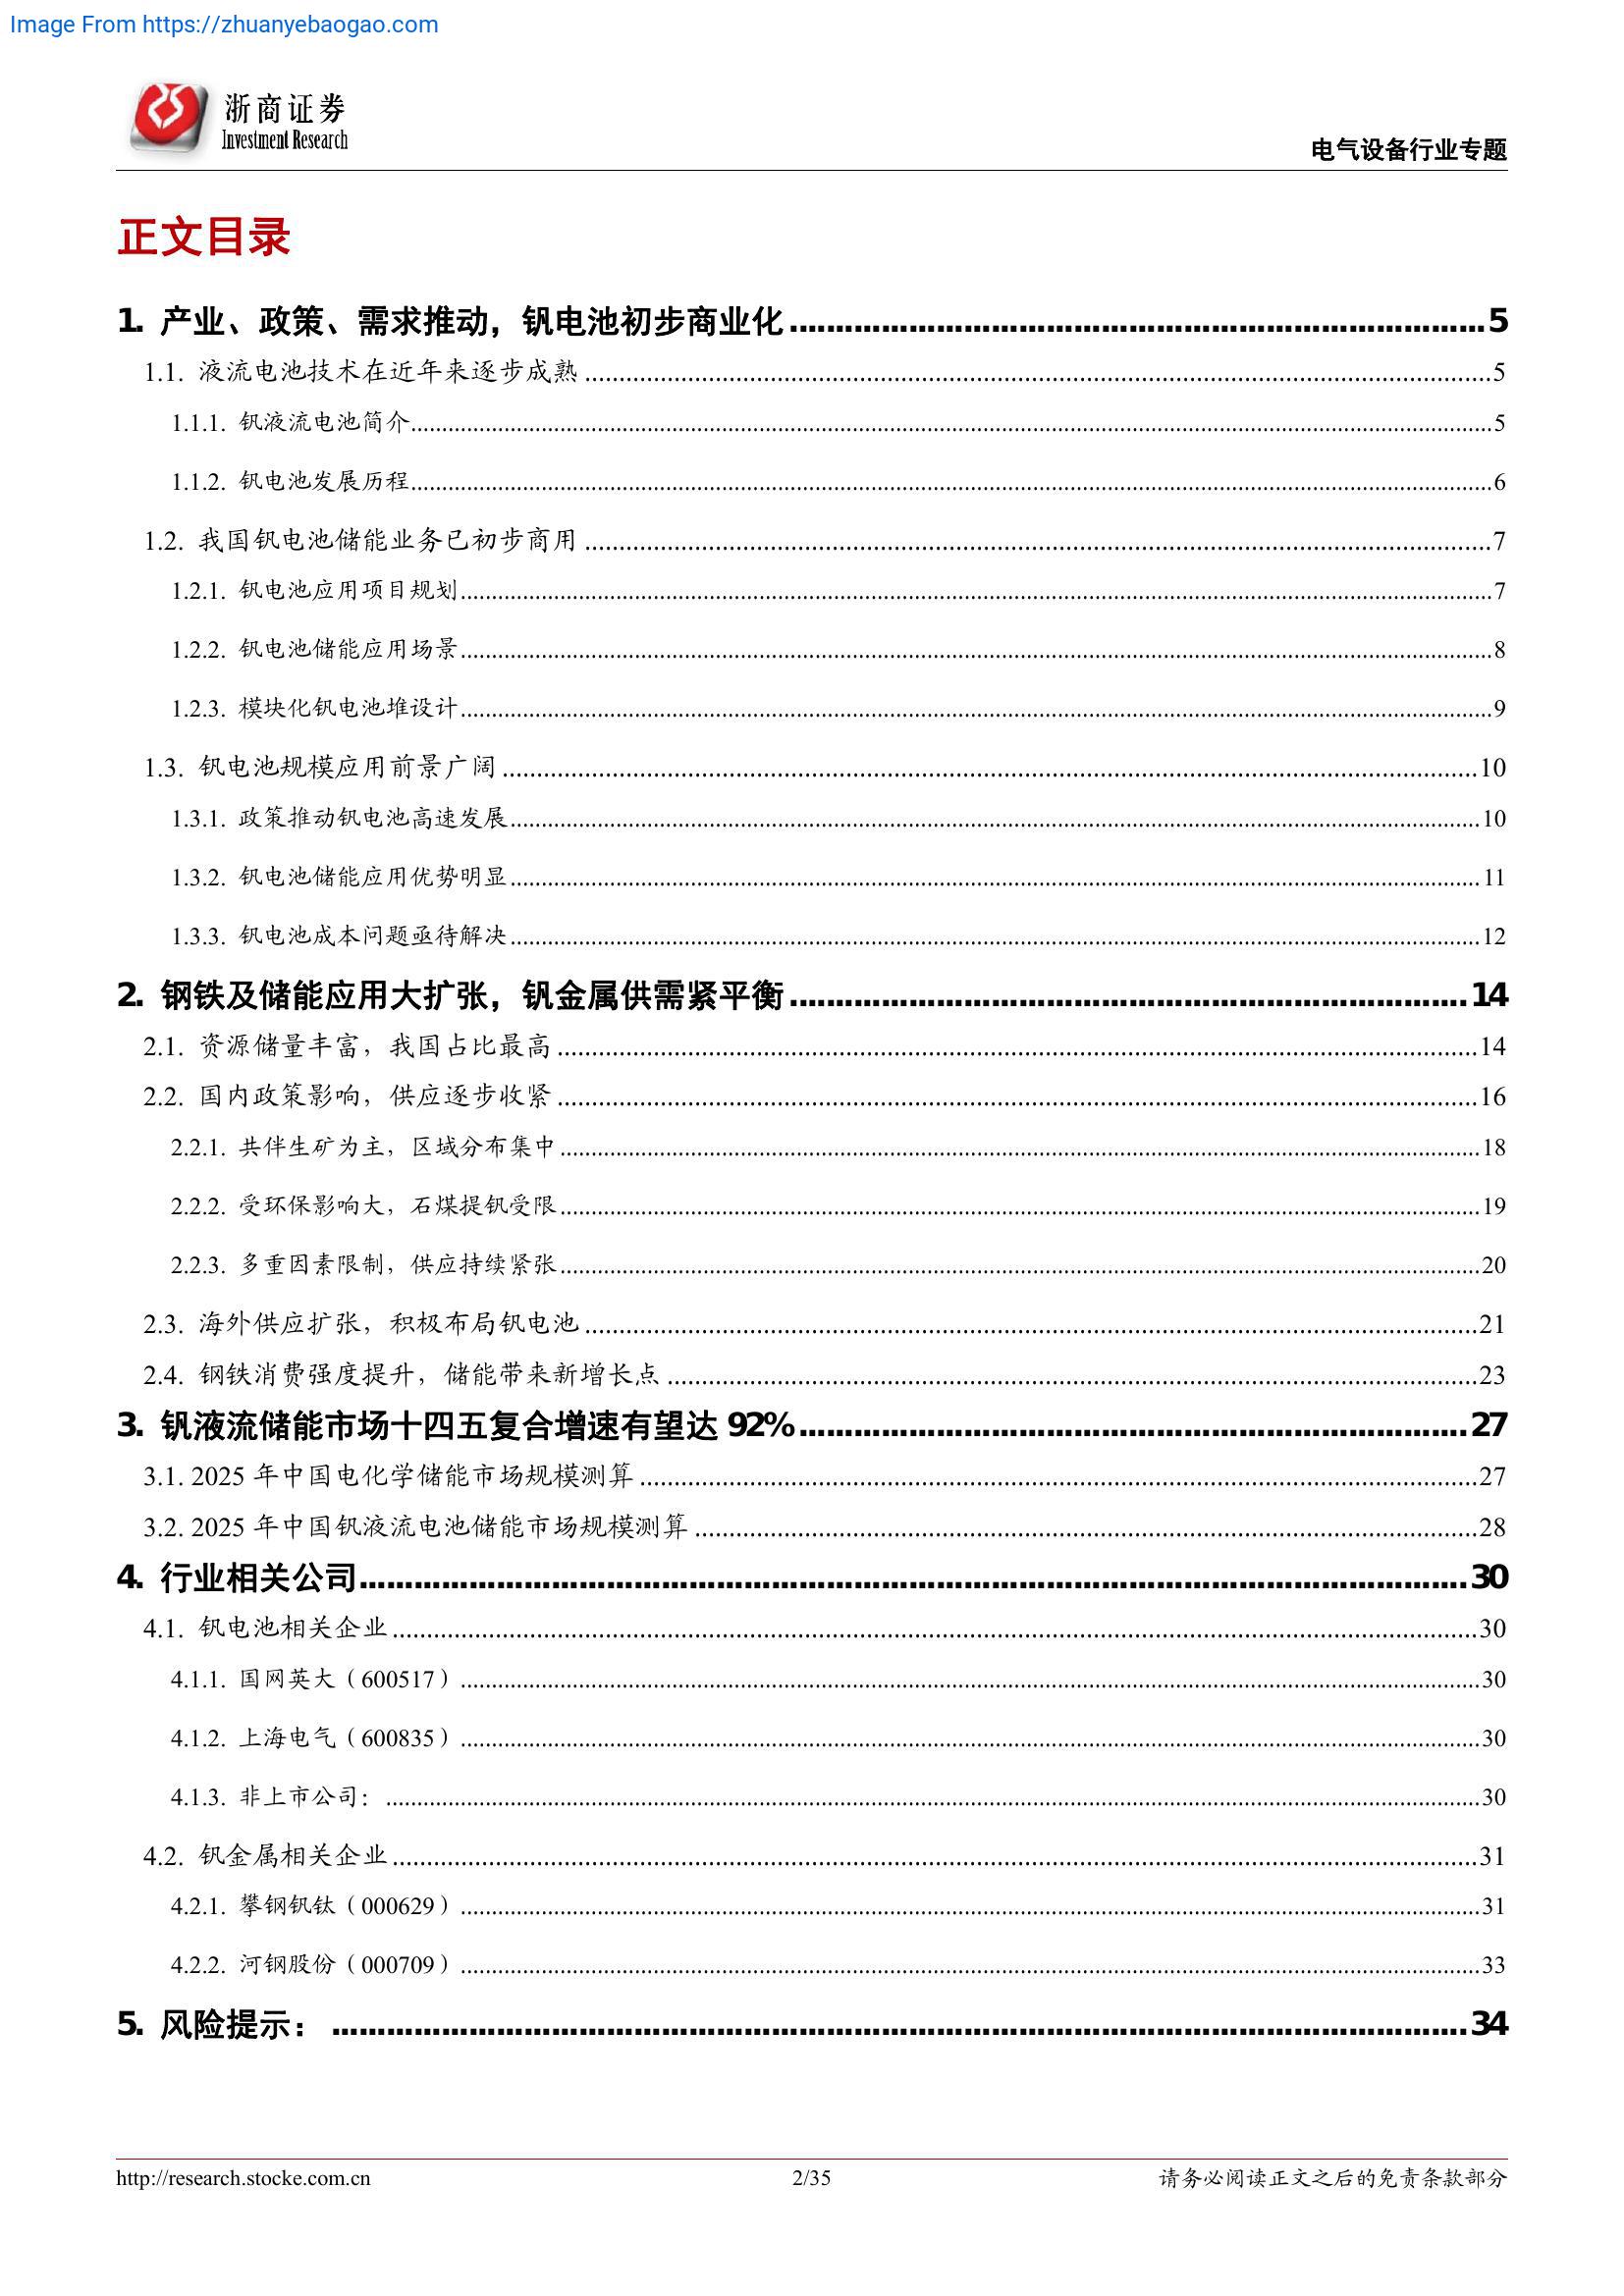 Image From https://zhuanyebaogao.com
浙商证券
Investment Research
电气设备行业专题
正文目录
1. 产业、政策、需求推动，钒电池初步商业化 5
1.1. 液流电池技术在近年来逐步成熟 5
1.1.1. 钒液流电池简介 5
1.1.2. 钒电池发展历程 6
1.2. 我国钒电池储能业务已初步商用 7
1.2.1. 钒电池应用项目规划 7
1.2.2. 钒电池储能应用场景 8
1.2.3. 模块化钒电池堆设计 9
1.3. 钒电池规模应用前景广阔 10
1.3.1. 政策推动钒电池高速发展 10
1.3.2. 钒电池储能应用优势明显 11
1.3.3. 钒电池成本问题亟待解决 12
2. 钢铁及储能应用大扩张，钒金属供需紧平衡 14
2.1. 资源储量丰富，我国占比最高 14
2.2. 国内政策影响，供应逐步收紧 16
2.2.1. 共伴生矿为主，区域分布集中 18
2.2.2. 受环保影响大，石煤提钒受限 19
2.2.3. 多重因素限制，供应持续紧张 20
2.3. 海外供应扩张，积极布局钒电池 21
2.4. 钢铁消费强度提升，储能带来新增长点 23
3. 钒液流储能市场十四五复合增速有望达 92% 27
3.1. 2025 年中国电化学储能市场规模测算 27
3.2. 2025 年中国钒液流电池储能市场规模测算 28
4. 行业相关公司 30
4.1. 钒电池相关企业 30
4.1.1. 国网英大（600517） 30
4.1.2. 上海电气（600835） 30
4.1.3. 非上市公司： 30
4.2. 钒金属相关企业 31
4.2.1. 攀钢钒钛（000629） 31
4.2.2. 河钢股份（000709） 33
5. 风险提示： 34
http://research.stocke.com.cn 2/35 请务必阅读正文之后的免责条款部分